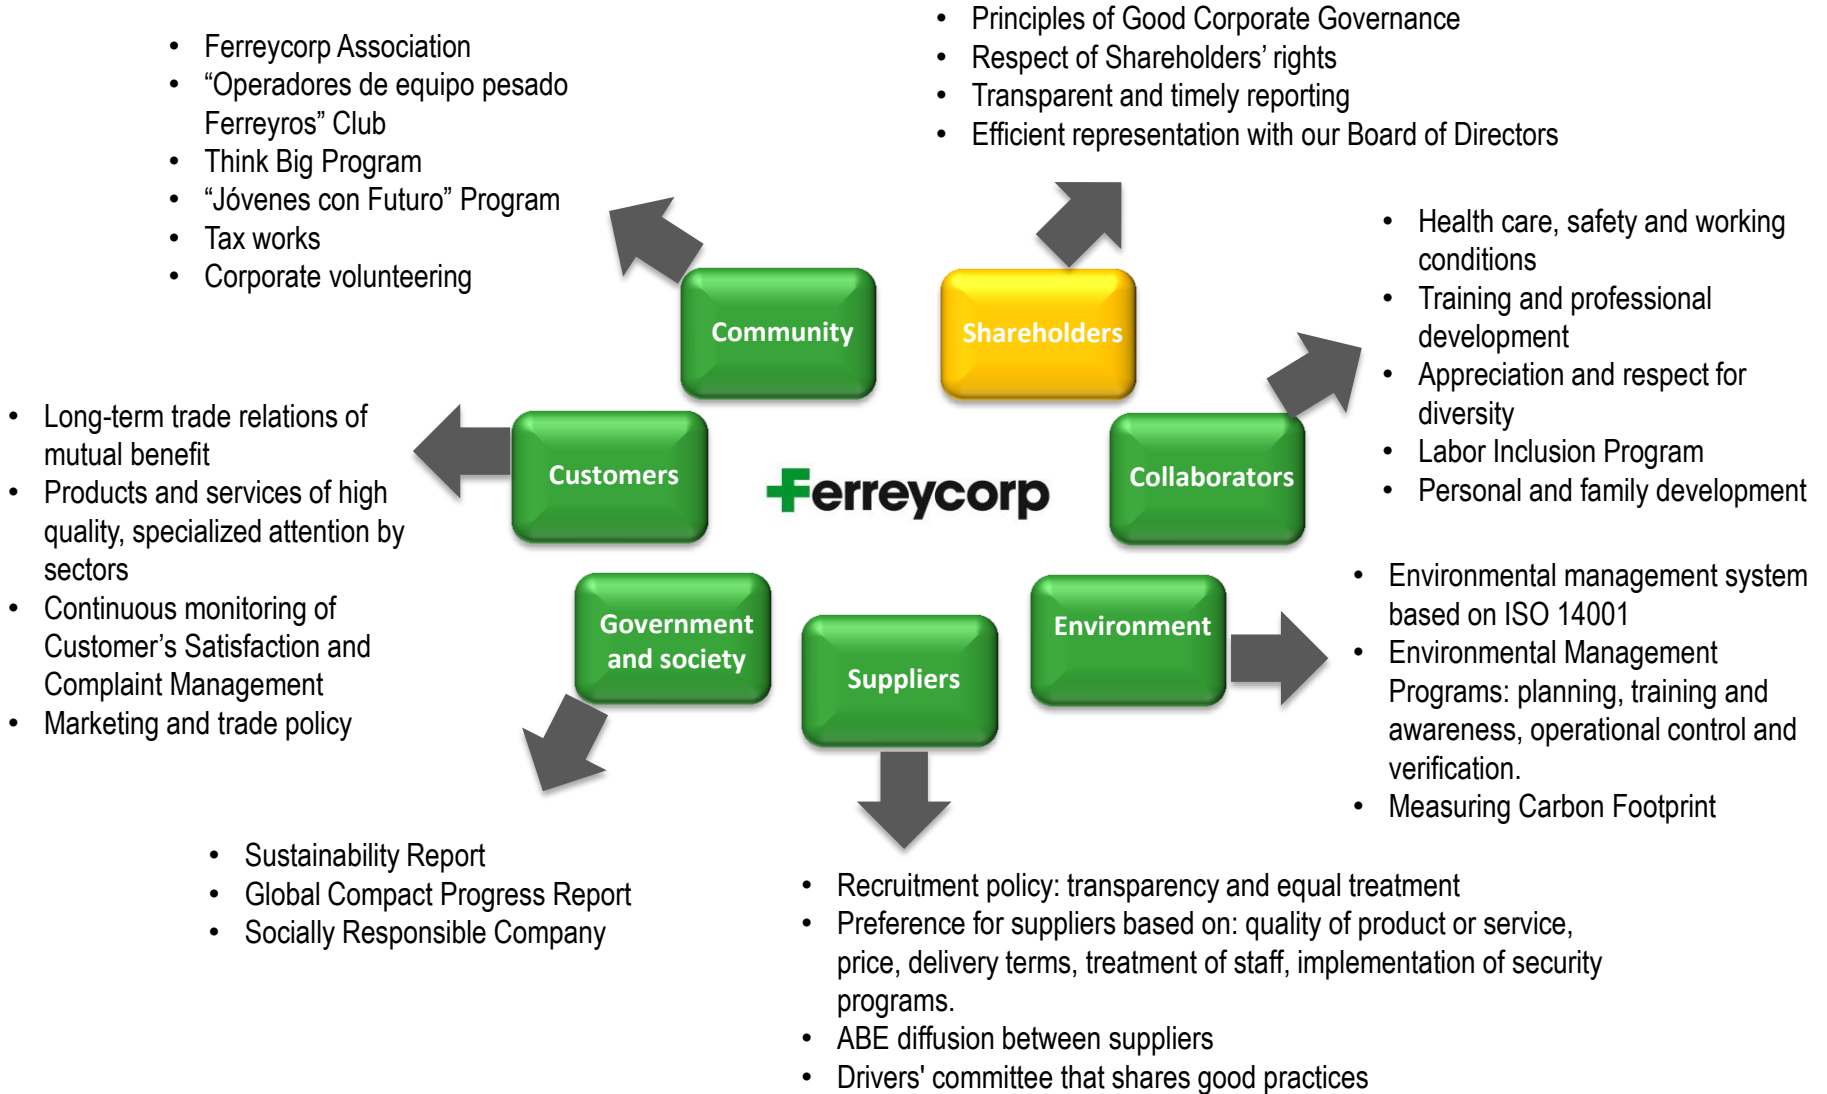 • Ferreycorp Association
• “Operadores de equipo pesado
Ferreyros” Club
• Think Big Program
• “Jóvenes con Futuro” Program
• Tax works
• Corporate volunteering
• Principles of Good Corporate Governance
• Respect of Shareholders’ rights
• Transparent and timely reporting
• Efficient representation with our Board of Directors
• Health care, safety and working
conditions
• Training and professional
development
• Appreciation and respect for
diversity
• Labor Inclusion Program
• Personal and family development
Community
Shareholders
• Long-term trade relations of
mutual benefit
• Products and services of high
quality, specialized attention by
sectors
• Continuous monitoring of
Customer’s Satisfaction and
Complaint Management
• Marketing and trade policy
Customers
Ferreycorp
Collaborators
Government
and society
Suppliers
Environment
• Environmental management system
based on ISO 14001
• Environmental Management
Programs: planning, training and
awareness, operational control and
verification.
• Measuring Carbon Footprint
• Sustainability Report
• Global Compact Progress Report
• Socially Responsible Company
• Recruitment policy: transparency and equal treatment
• Preference for suppliers based on: quality of product or service,
price, delivery terms, treatment of staff, implementation of security
programs.
• ABE diffusion between suppliers
• Drivers' committee that shares good practices